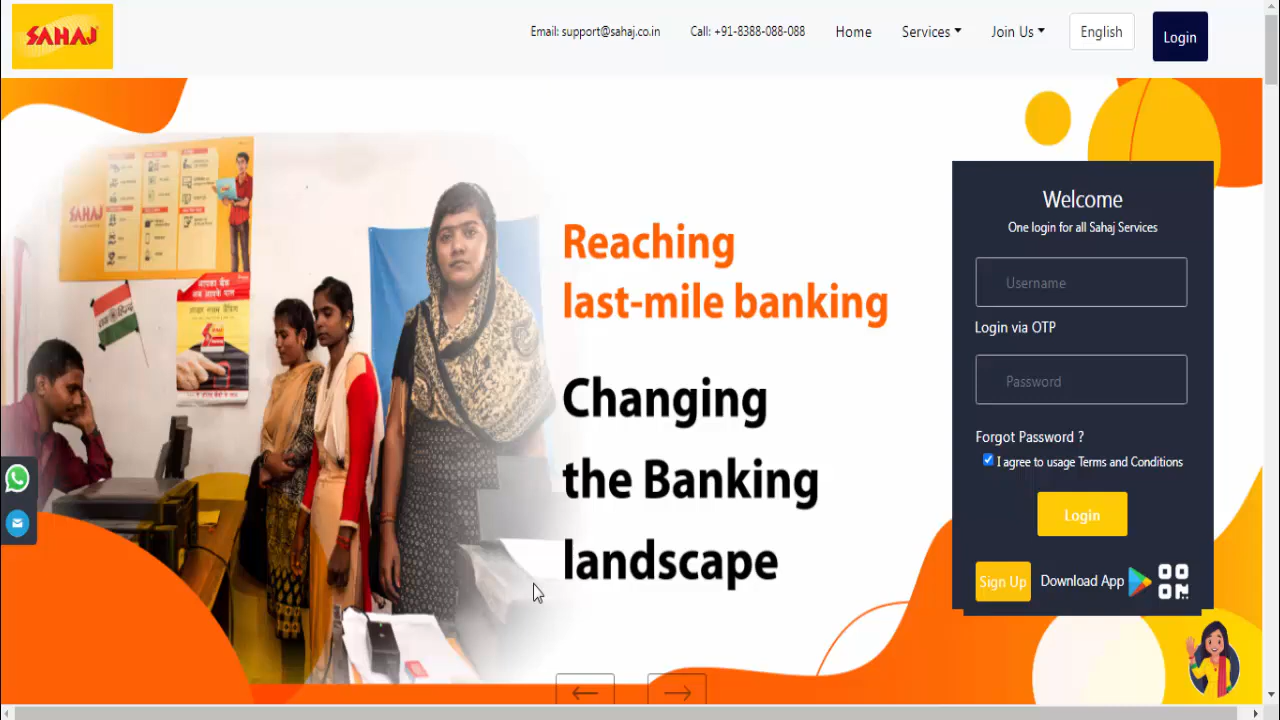 SAHAJ
Email: support@sahaj.co.in
Call: +91-8388-088-088
Home
Services
Join Us
English
Login
SAHAJ
Reaching
last-mile banking
Changing
the Banking
landscape
Welcome
One login for all Sahaj Services
Username
Login via OTP
Password
Forgot Password ?
I agree to usage Terms and Conditions
Login
Sign Up
Download App